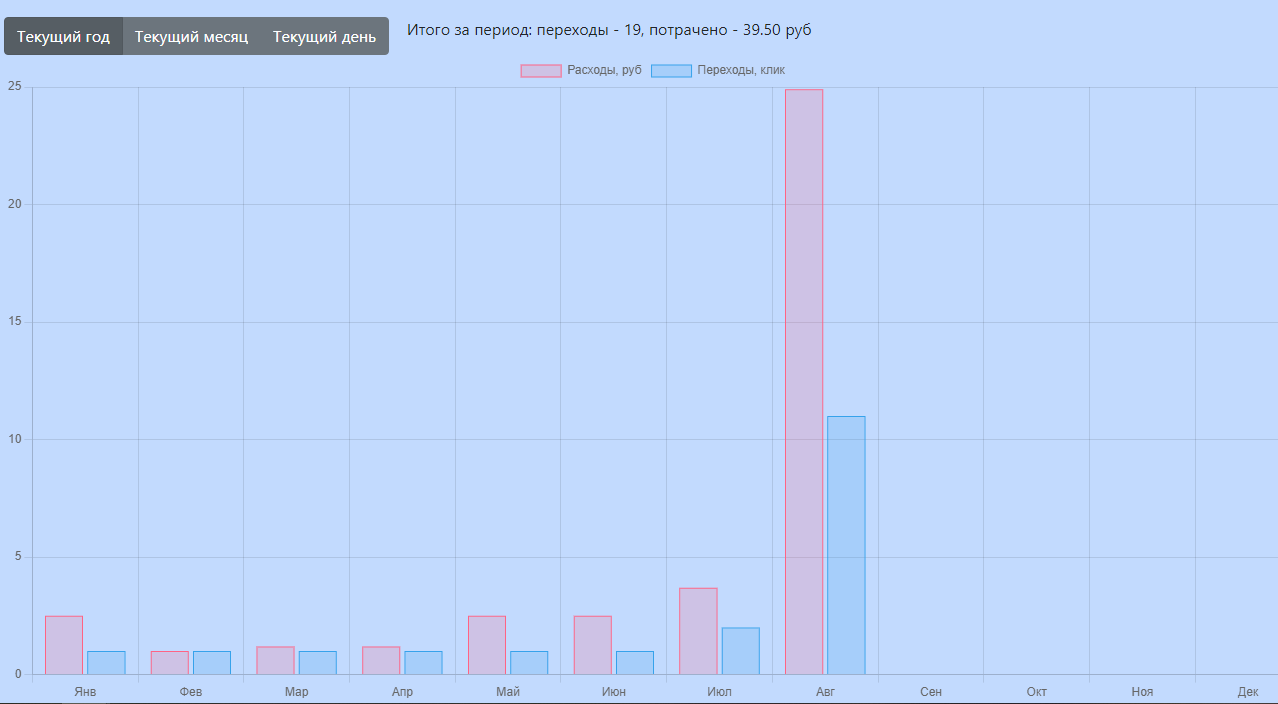 Текущий год Текущий месяц Текущий день Итого за период: переходы - 19, потрачено - 39.50 руб
Расходы, руб Переходы, клик
25
20
15
10
5
0
Янв Фев Мар Апр Май Июн Июл Авг Сен Окт Ноя Дек